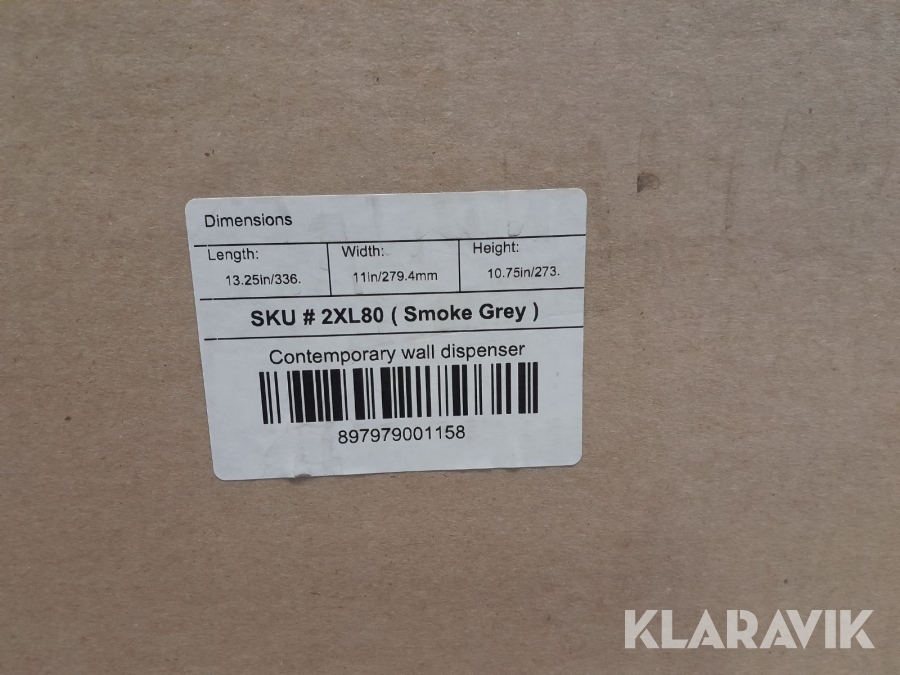 Dimensions
Length: Width: Height:
13.25in/336. 11in/279.4mm 10.75in/273.
SKU # 2XL80 ( Smoke Grey )
Contemporary wall dispenser
897979001158
KLARAVIK